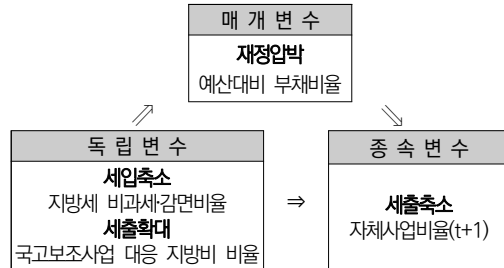 매 개 변 수
재정압박
예산대비 부채비율
⇗
⇘
독 립 변 수
세입축소
지방세 비과세·감면비율
세출확대
국고보조사업 대응 지방비 비율
⇒
종 속 변 수
세출축소
자체사업비율(t+1)